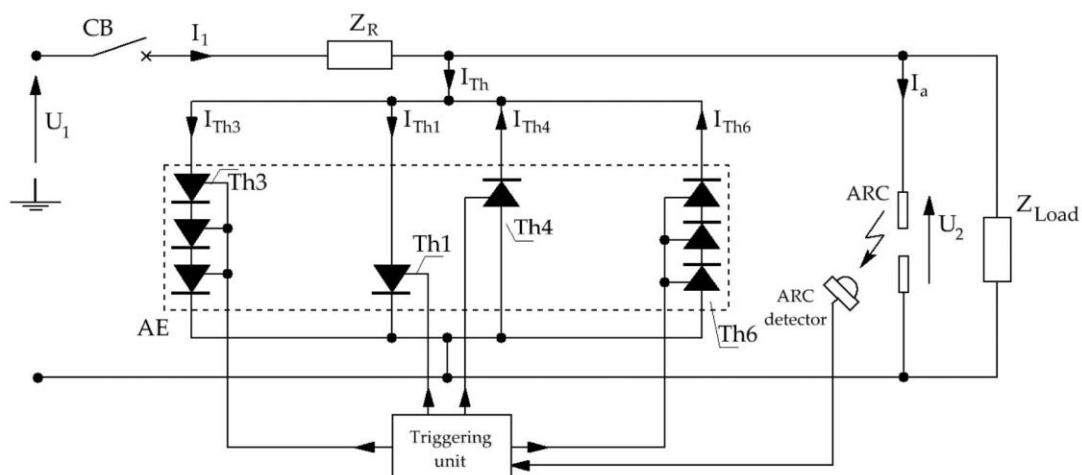 CB
I1
ZR
ITh
Ia
U1
ITh3
ITh1
ITh4
ITh6
Th3
Th4
Th1
ARC
U2
ZLoad
ARC
detector
AE
Th6
Triggering
unit